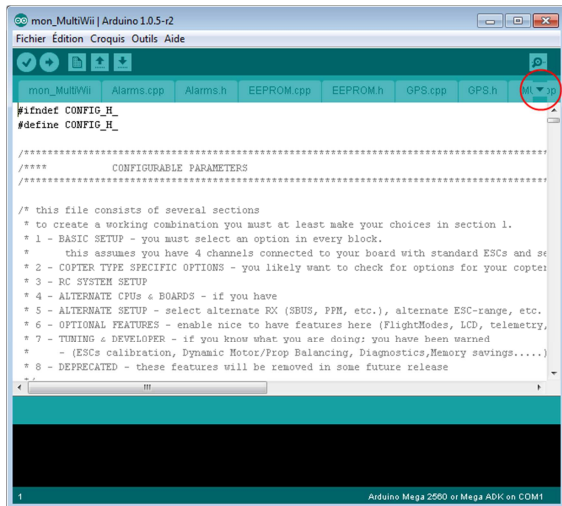 mon_MultiWii | Arduino 1.0.5-r2
Fichier Édition Croquis Outils Aide
mon_MultiWii Alarms.cpp Alarms.h EEPROM.cpp EEPROM.h GPS.cpp GPS.h
#ifndef CONFIG_H_
#define CONFIG_H_
/*************************************************************************************************
/**** CONFIGURABLE PARAMETERS
/*************************************************************************************************
/* this file consists of several sections
* to create a working combination you must at least make your choices in section 1.
* 1 - BASIC SETUP - you must select an option in every block.
* this assumes you have 4 channels connected to your board with standard ESCs and se
* 2 - COPTER TYPE SPECIFIC OPTIONS - you likely want to check for options for your copter
* 3 - RC SYSTEM SETUP
* 4 - ALTERNATE CPUs & BOARDS - if you have
* 5 - ALTERNATE SETUP - select alternate RX (SBUS, PPM, etc.), alternate ESC-range, etc.
* 6 - OPTIONAL FEATURES - enable nice to have features here (FlightModes, LCD, telemetry,
* 7 - TUNING & DEVELOPER - if you know what you are doing; you have been warned
* - (ESCs calibration, Dynamic Motor/Prop Balancing, Diagnostics,Memory savings.....)
* 8 - DEPRECATED - these features will be removed in some future release
1 Arduino Mega 2560 or Mega ADK on COM1